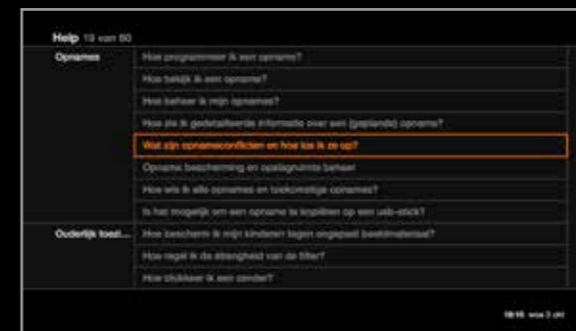 Help 19 van 60
Opnames
Hoe programmeer ik een opname?
Hoe bekijk ik een opname?
Hoe beheer ik mijn opnames?
Hoe zie ik gedetailleerde informatie over een (geplande) opname?
Wat zijn opnameconflicten en hoe los ik ze op?
Opname bescherming en opslagruimte beheer
Hoe wis ik alle opnames en toekomstige opnames?
Is het mogelijk om een opname te kopiëren op een usb-stick?
Ouderlijk toezi...
Hoe bescherm ik mijn kinderen tegen ongepast beeldmateriaal?
Hoe regel ik de strengheid van de filter?
Hoe blokkeer ik een zender?
woe 3 okt